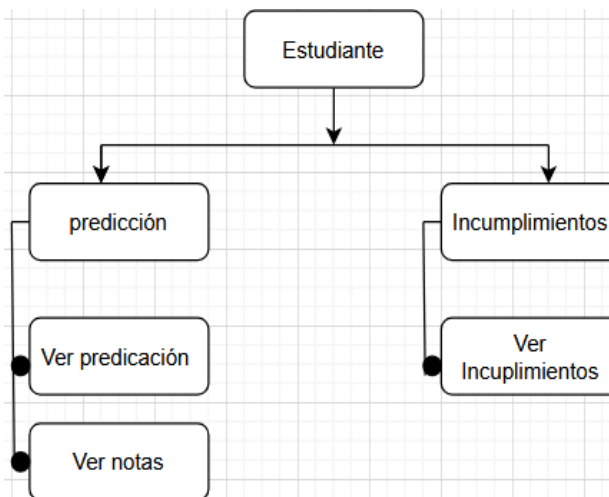 Estudiante
predicción
Incumplimientos
Ver predicación
Ver
Incuplimientos
Ver notas